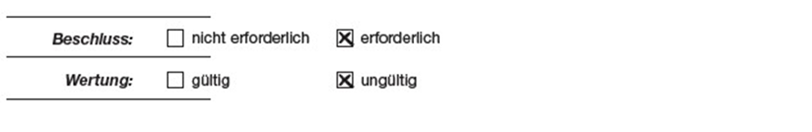 Beschluss: ☐ nicht erforderlich ☒ erforderlich
Wertung: ☐ gültig ☒ ungültig